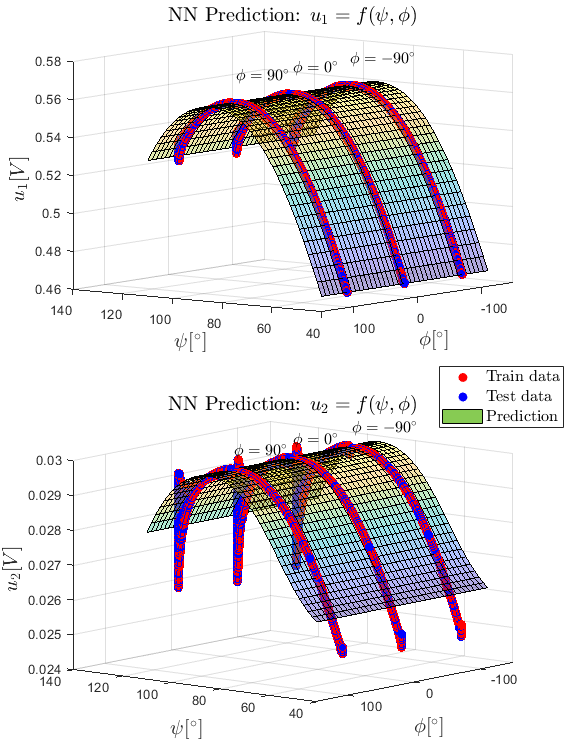 NN Prediction: u₁ = f(ψ, ϕ)
ϕ = 90° ϕ = 0° ϕ = −90°
0.58
0.56
0.54
0.52
0.5
0.48
0.46
u₁[V]
140
120
100
80
60
40
ψ[°]
100
0
-100
ϕ[°]
Train data
Test data
Prediction
NN Prediction: u₂ = f(ψ, ϕ)
ϕ = 90° ϕ = 0° ϕ = −90°
0.03
0.029
0.028
0.027
0.026
0.025
0.024
u₂[V]
140
120
100
80
60
40
ψ[°]
100
0
-100
ϕ[°]